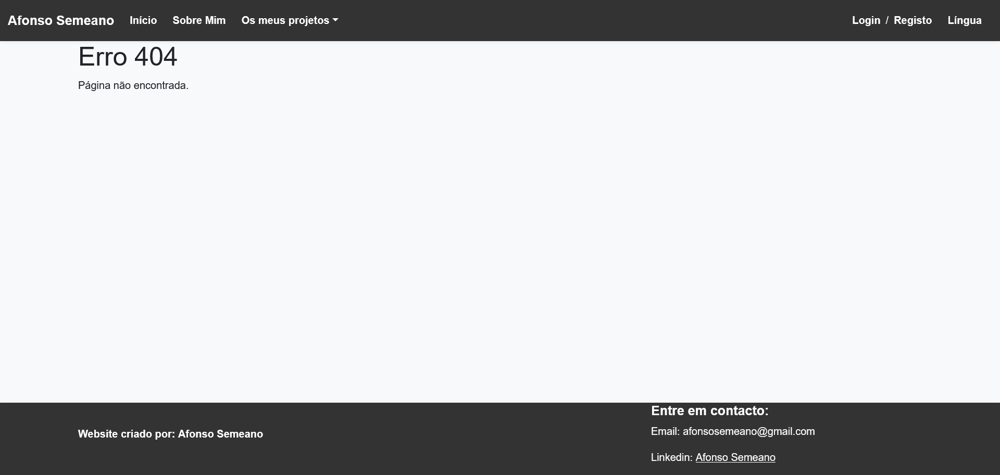 Afonso Semeano Início Sobre Mim Os meus projetos Login / Registo Língua
Erro 404
Página não encontrada.
Website criado por: Afonso Semeano
Entre em contacto:
Email: afonsosemeano@gmail.com
Linkedin: Afonso Semeano